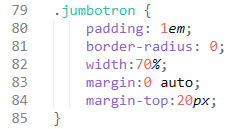 79 .jumbotron {
80 padding: 1em;
81 border-radius: 0;
82 width:70%;
83 margin:0 auto;
84 margin-top:20px;
85 }